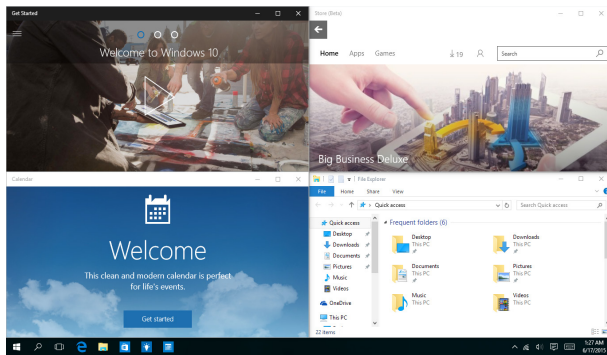 Get Started
Welcome to Windows 10
Store (Beta)
Home Apps Games 19 Search
Big Business Deluxe
Calendar
Welcome
This clean and modern calendar is perfect
for life's events.
Get started
File Explorer
File Home Share View
Quick access
Search Quick access
Quick access
Desktop
Downloads
Documents
Pictures
Music
Videos
OneDrive
This PC
Frequent folders (6)
Desktop
This PC
Downloads
This PC
Documents
This PC
Pictures
This PC
Music
This PC
Videos
This PC
22 items
1:27 AM
6/17/2015